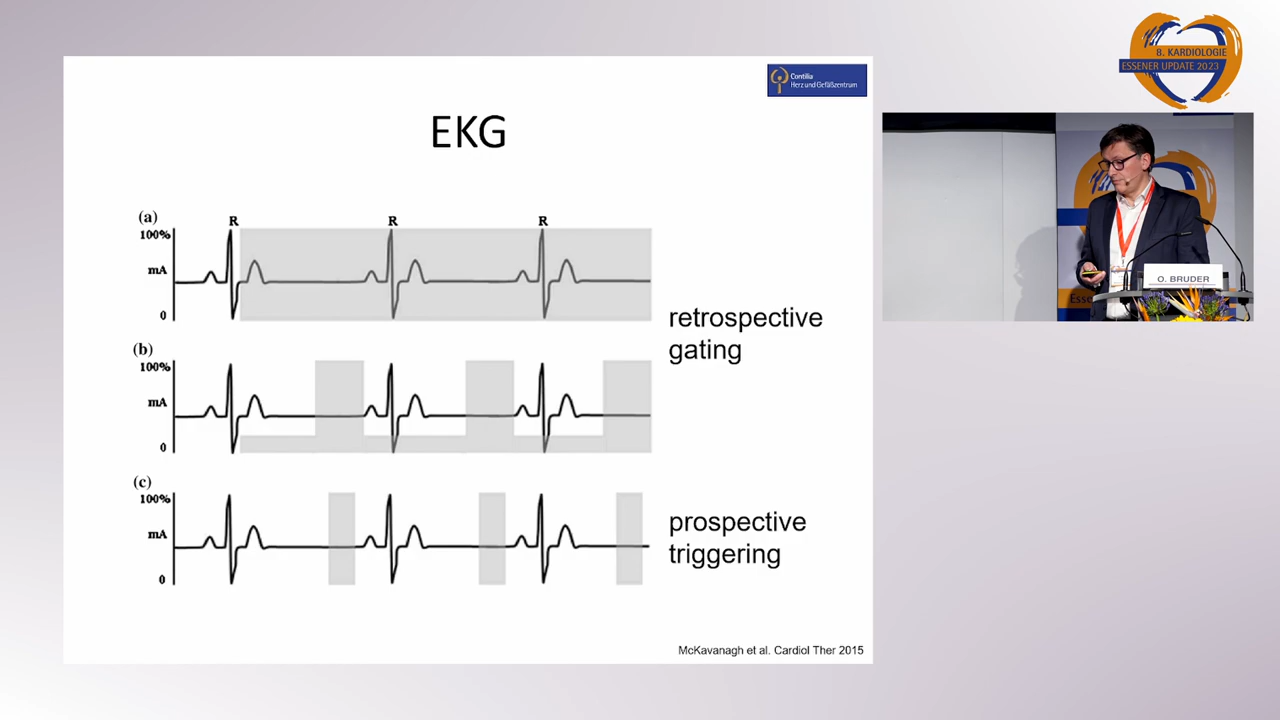 8. KARDIOLOGIE
ESSENER UPDATE 2023
Contilia
Herz und Gefäßzentrum
EKG
(a)
R
R
R
100%
mA
0
retrospective
gating
(b)
100%
mA
0
(c)
100%
mA
0
prospective
triggering
McKavanagh et al. Cardiol Ther 2015
O. BRUDER
Esse